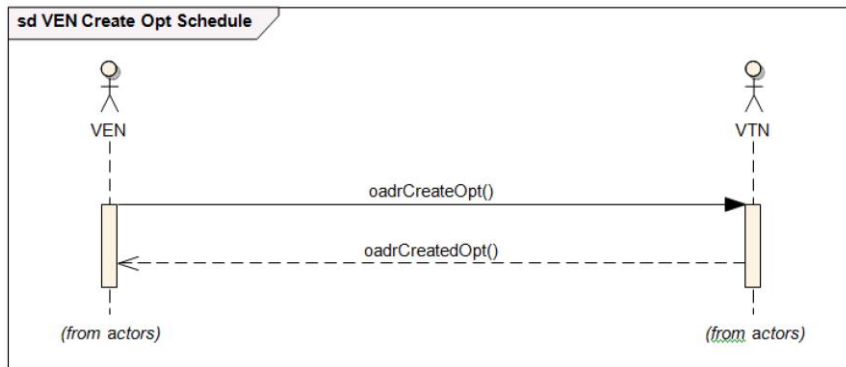 sd VEN Create Opt Schedule
VEN
VTN
oadrCreateOpt()
oadrCreatedOpt()
(from actors)
(from actors)